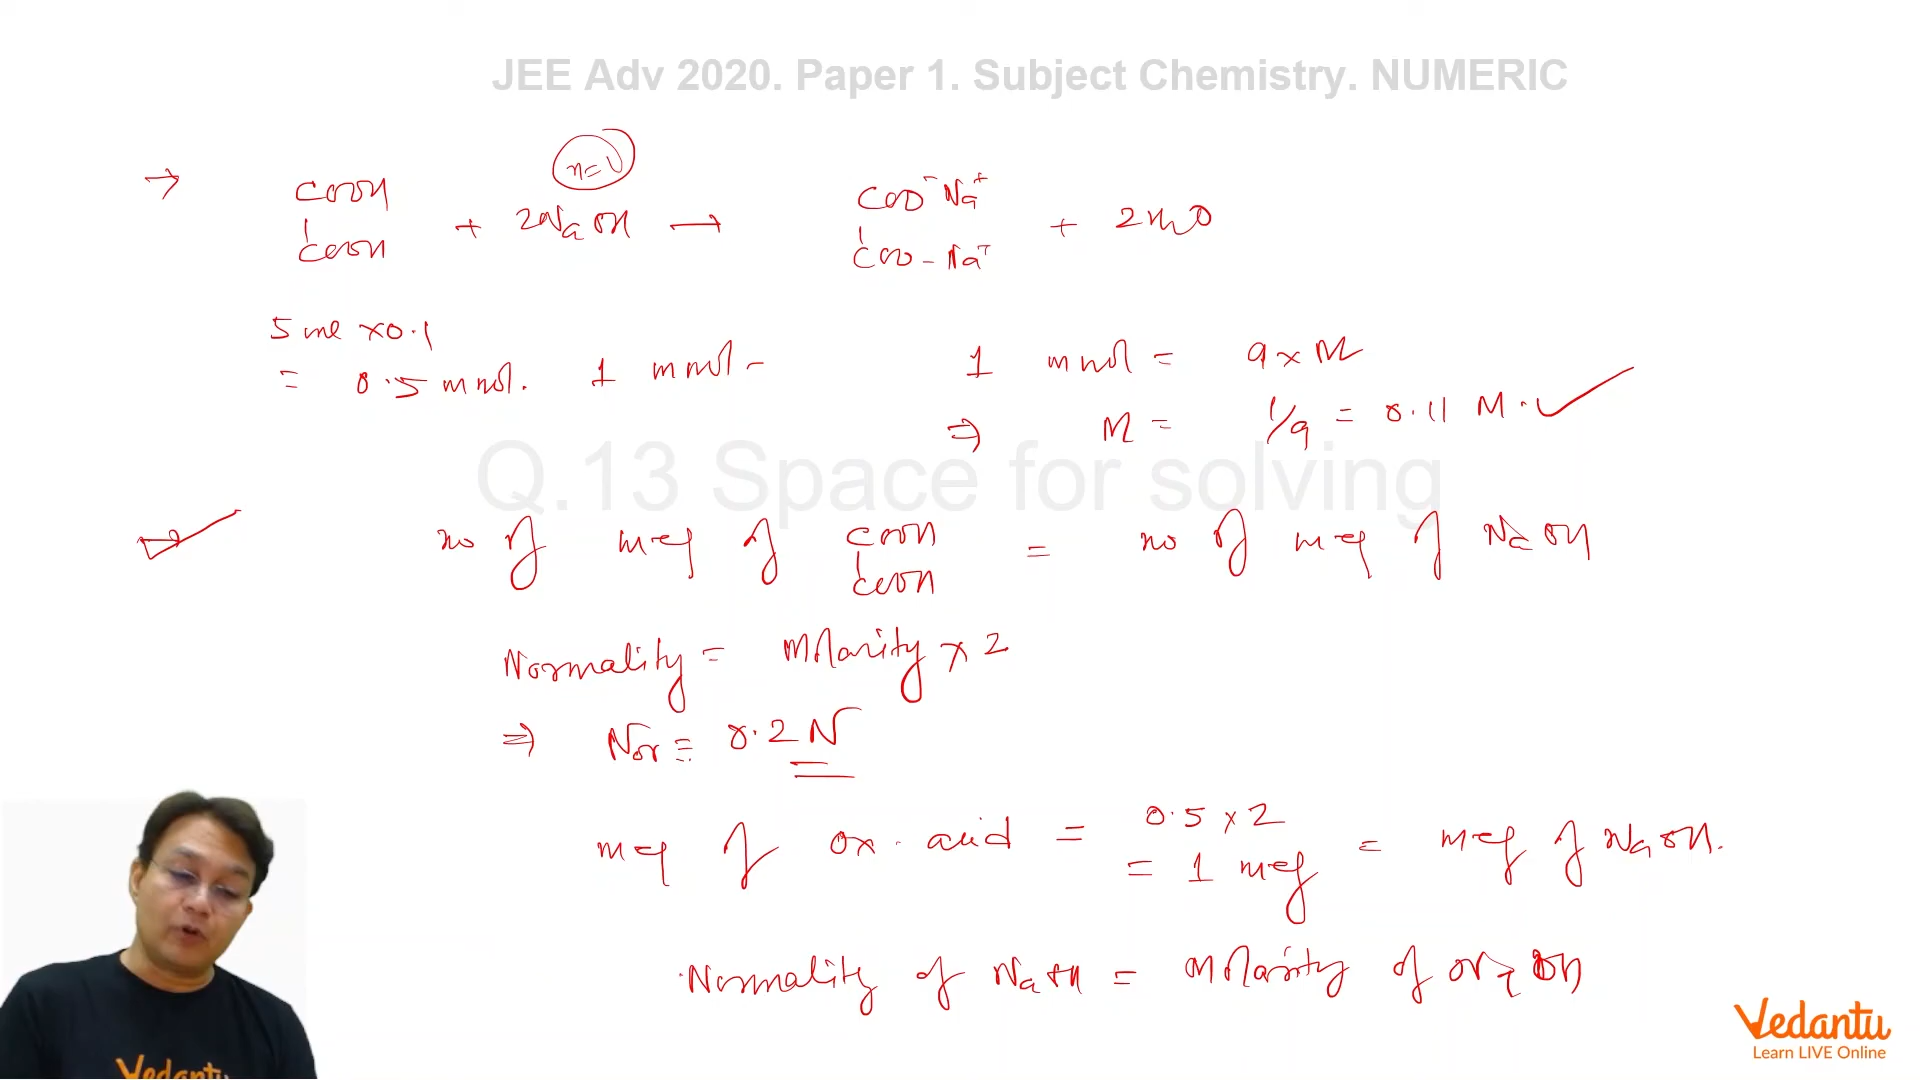 JEE Adv 2020. Paper 1. Subject Chemistry. NUMERIC
n=1
→ COOH COO⁻Na⁺
| + 2NaOH → | + 2H₂O
COOH COO-Na⁺
5 ml x0.1
= 0.5 mmol. 1 mmol - 1 mmol = 9 x M
⇒ M = 1/9 = 0.11 M.
Q.13 Space for solving
no of meq of COOH = no of meq of NaOH
COOH
Normality = Molarity x 2
⇒ Nor = 0.2 N
meq of ox. acid = 0.5 x 2
= 1 meq = meq of NaOH.
Normality of NaOH = Molarity of
Vedantu
Learn LIVE Online
Vedantu